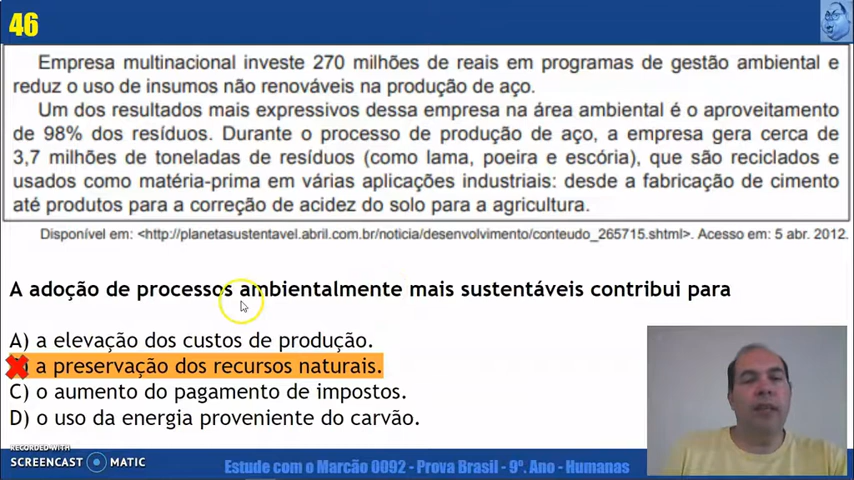 46
Empresa multinacional investe 270 milhões de reais em programas de gestão ambiental e
reduz o uso de insumos não renováveis na produção de aço.
Um dos resultados mais expressivos dessa empresa na área ambiental é o aproveitamento
de 98% dos resíduos. Durante o processo de produção de aço, a empresa gera cerca de
3,7 milhões de toneladas de resíduos (como lama, poeira e escória), que são reciclados e
usados como matéria-prima em várias aplicações industriais: desde a fabricação de cimento
até produtos para a correção de acidez do solo para a agricultura.
Disponível em: <http://planetasustentavel.abril.com.br/noticia/desenvolvimento/conteudo_265715.shtml>. Acesso em: 5 abr. 2012.
A adoção de processos ambientalmente mais sustentáveis contribui para
A) a elevação dos custos de produção.
a preservação dos recursos naturais.
C) o aumento do pagamento de impostos.
D) o uso da energia proveniente do carvão.
RECORDED WITH
SCREENCAST MATIC
Estude com o Marcão 0092 - Prova Brasil - 9º. Ano - Humanas